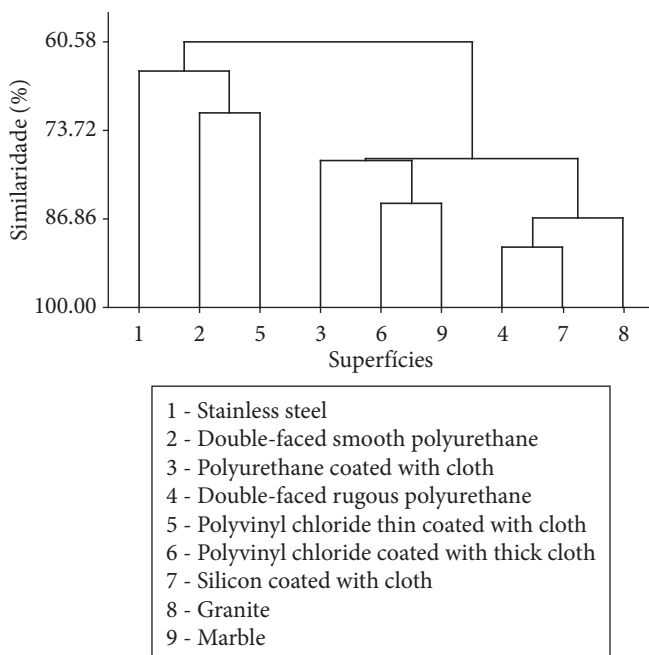 Similaridade (%)
60.58
73.72
86.86
100.00
1 2 5 3 6 9 4 7 8
Superfícies
1 - Stainless steel
2 - Double-faced smooth polyurethane
3 - Polyurethane coated with cloth
4 - Double-faced rugous polyurethane
5 - Polyvinyl chloride thin coated with cloth
6 - Polyvinyl chloride coated with thick cloth
7 - Silicon coated with cloth
8 - Granite
9 - Marble